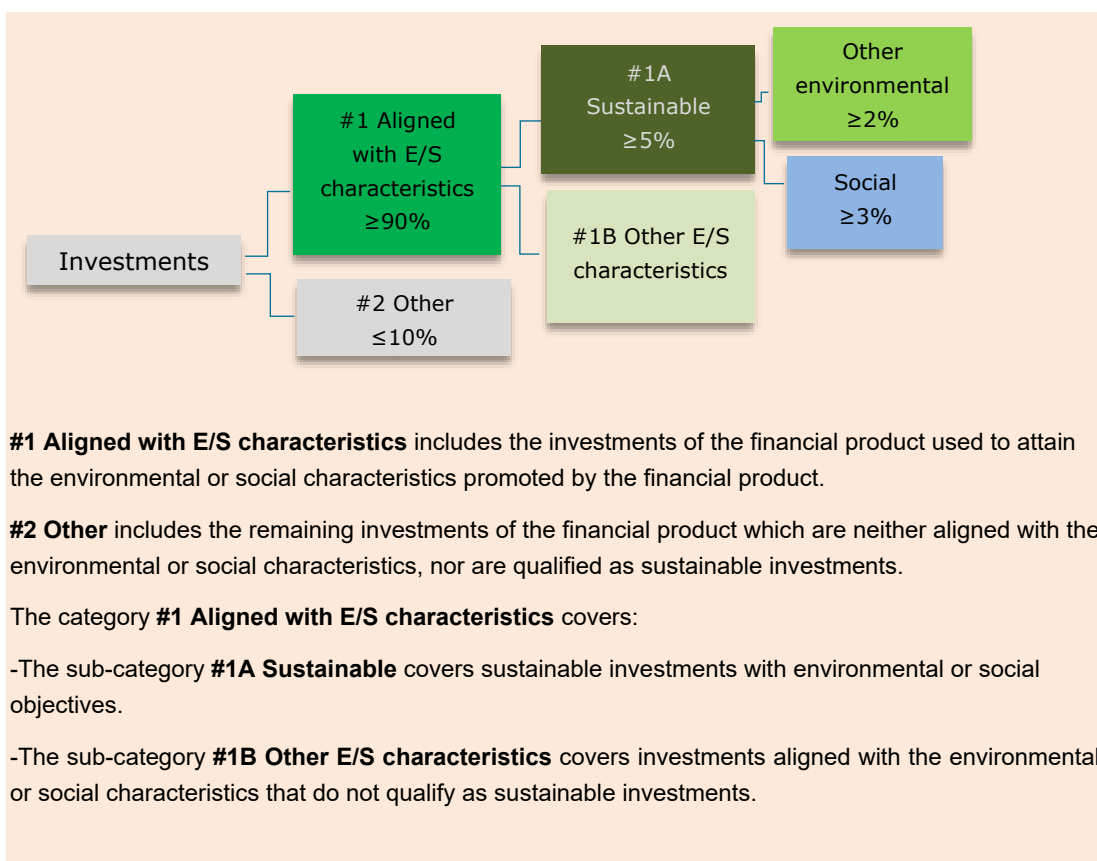 Investments
#1 Aligned
with E/S
characteristics
≥90%
#2 Other
≤10%
#1A
Sustainable
≥5%
#1B Other E/S
characteristics
Other
environmental
≥2%
Social
≥3%
#1 Aligned with E/S characteristics includes the investments of the financial product used to attain
the environmental or social characteristics promoted by the financial product.
#2 Other includes the remaining investments of the financial product which are neither aligned with the
environmental or social characteristics, nor are qualified as sustainable investments.
The category #1 Aligned with E/S characteristics covers:
-The sub-category #1A Sustainable covers sustainable investments with environmental or social
objectives.
-The sub-category #1B Other E/S characteristics covers investments aligned with the environmental
or social characteristics that do not qualify as sustainable investments.